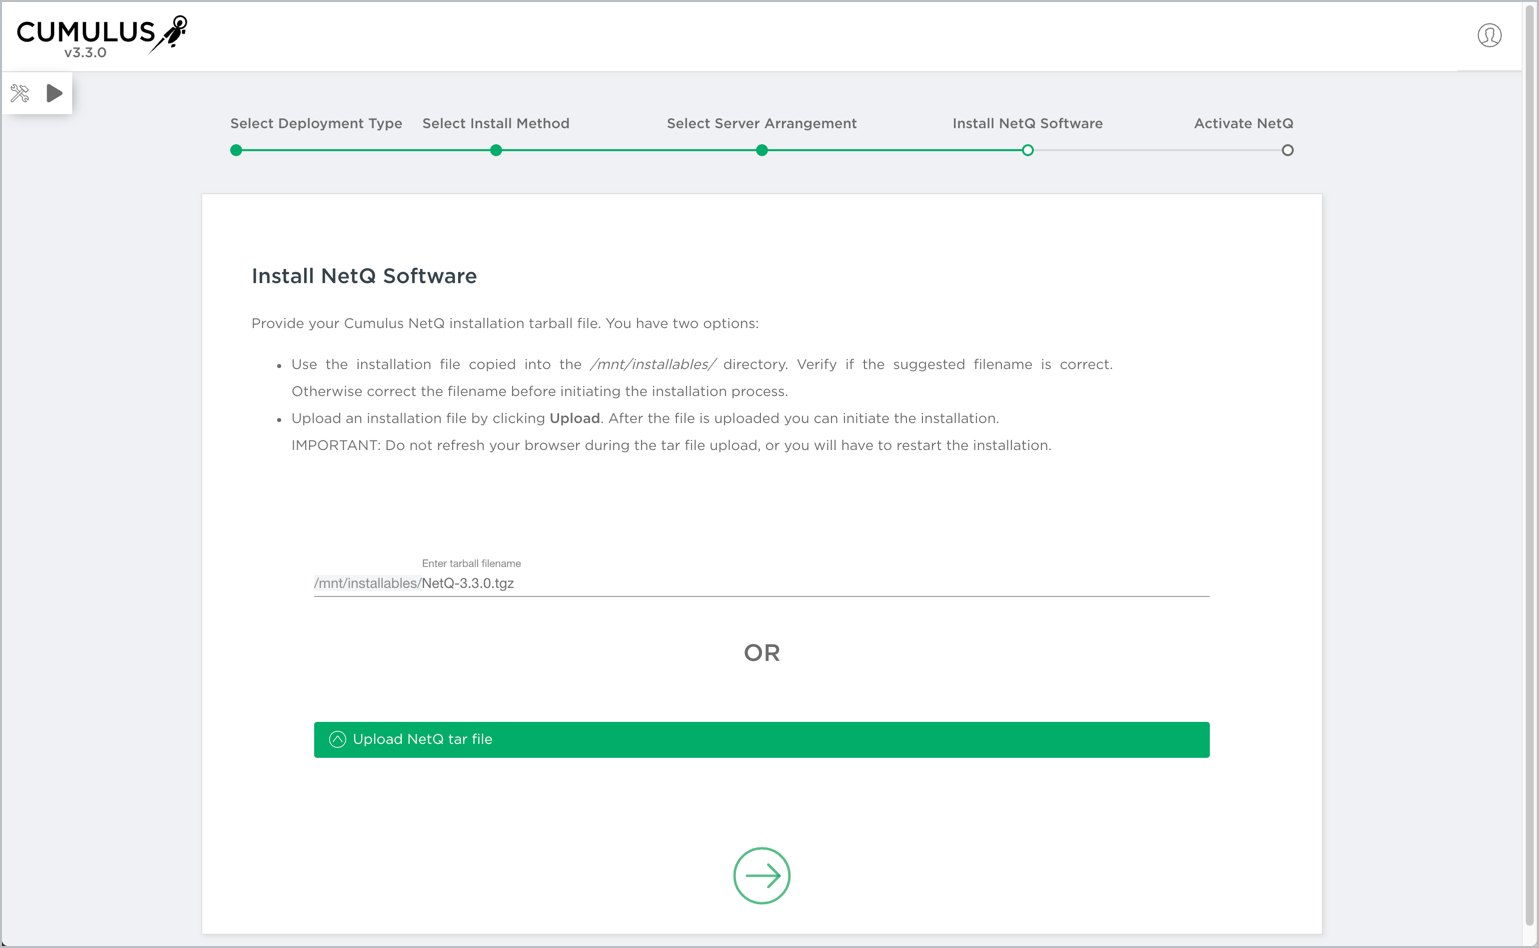 CUMULUS
v3.3.0
Select Deployment Type Select Install Method Select Server Arrangement Install NetQ Software Activate NetQ
Install NetQ Software
Provide your Cumulus NetQ installation tarball file. You have two options:
Use the installation file copied into the /mnt/installables/ directory. Verify if the suggested filename is correct.
Otherwise correct the filename before initiating the installation process.
Upload an installation file by clicking Upload. After the file is uploaded you can initiate the installation.
IMPORTANT: Do not refresh your browser during the tar file upload, or you will have to restart the installation.
Enter tarball filename
/mnt/installables/NetQ-3.3.0.tgz
OR
Upload NetQ tar file